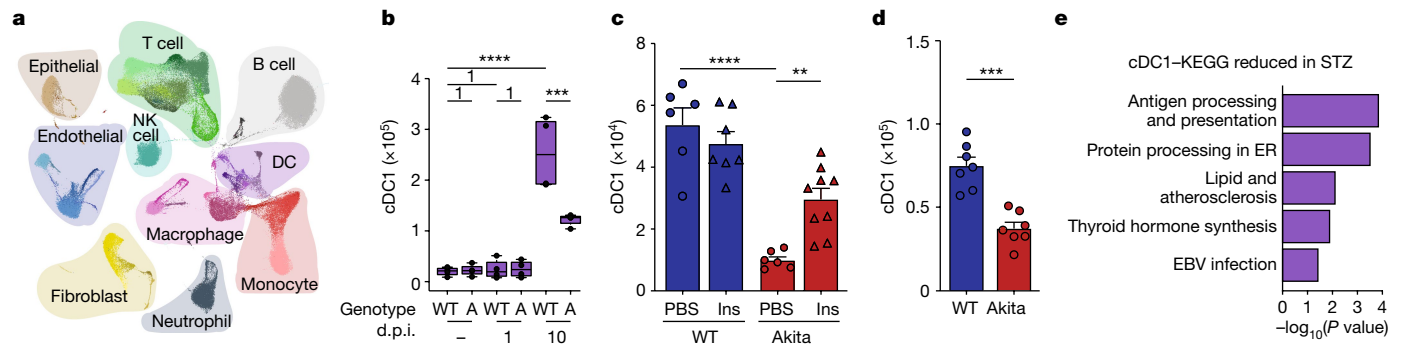 a
Epithelial
T cell
B cell
Endothelial
NK
cell
DC
Macrophage
Fibroblast
Monocyte
Neutrophil
b
cDC1 (×10⁵)
4
3
2
1
0
****
1
1
1
***
Genotype WT A WT A WT A
d.p.i. – 1 10
c
cDC1 (×10⁴)
8
6
4
2
0
****
**
PBS Ins PBS Ins
WT Akita
d
cDC1 (×10⁵)
1.5
1.0
0.5
0
***
WT Akita
e
cDC1–KEGG reduced in STZ
Antigen processing
and presentation
Protein processing in ER
Lipid and
atherosclerosis
Thyroid hormone synthesis
EBV infection
0 1 2 3 4
−log₁₀(P value)